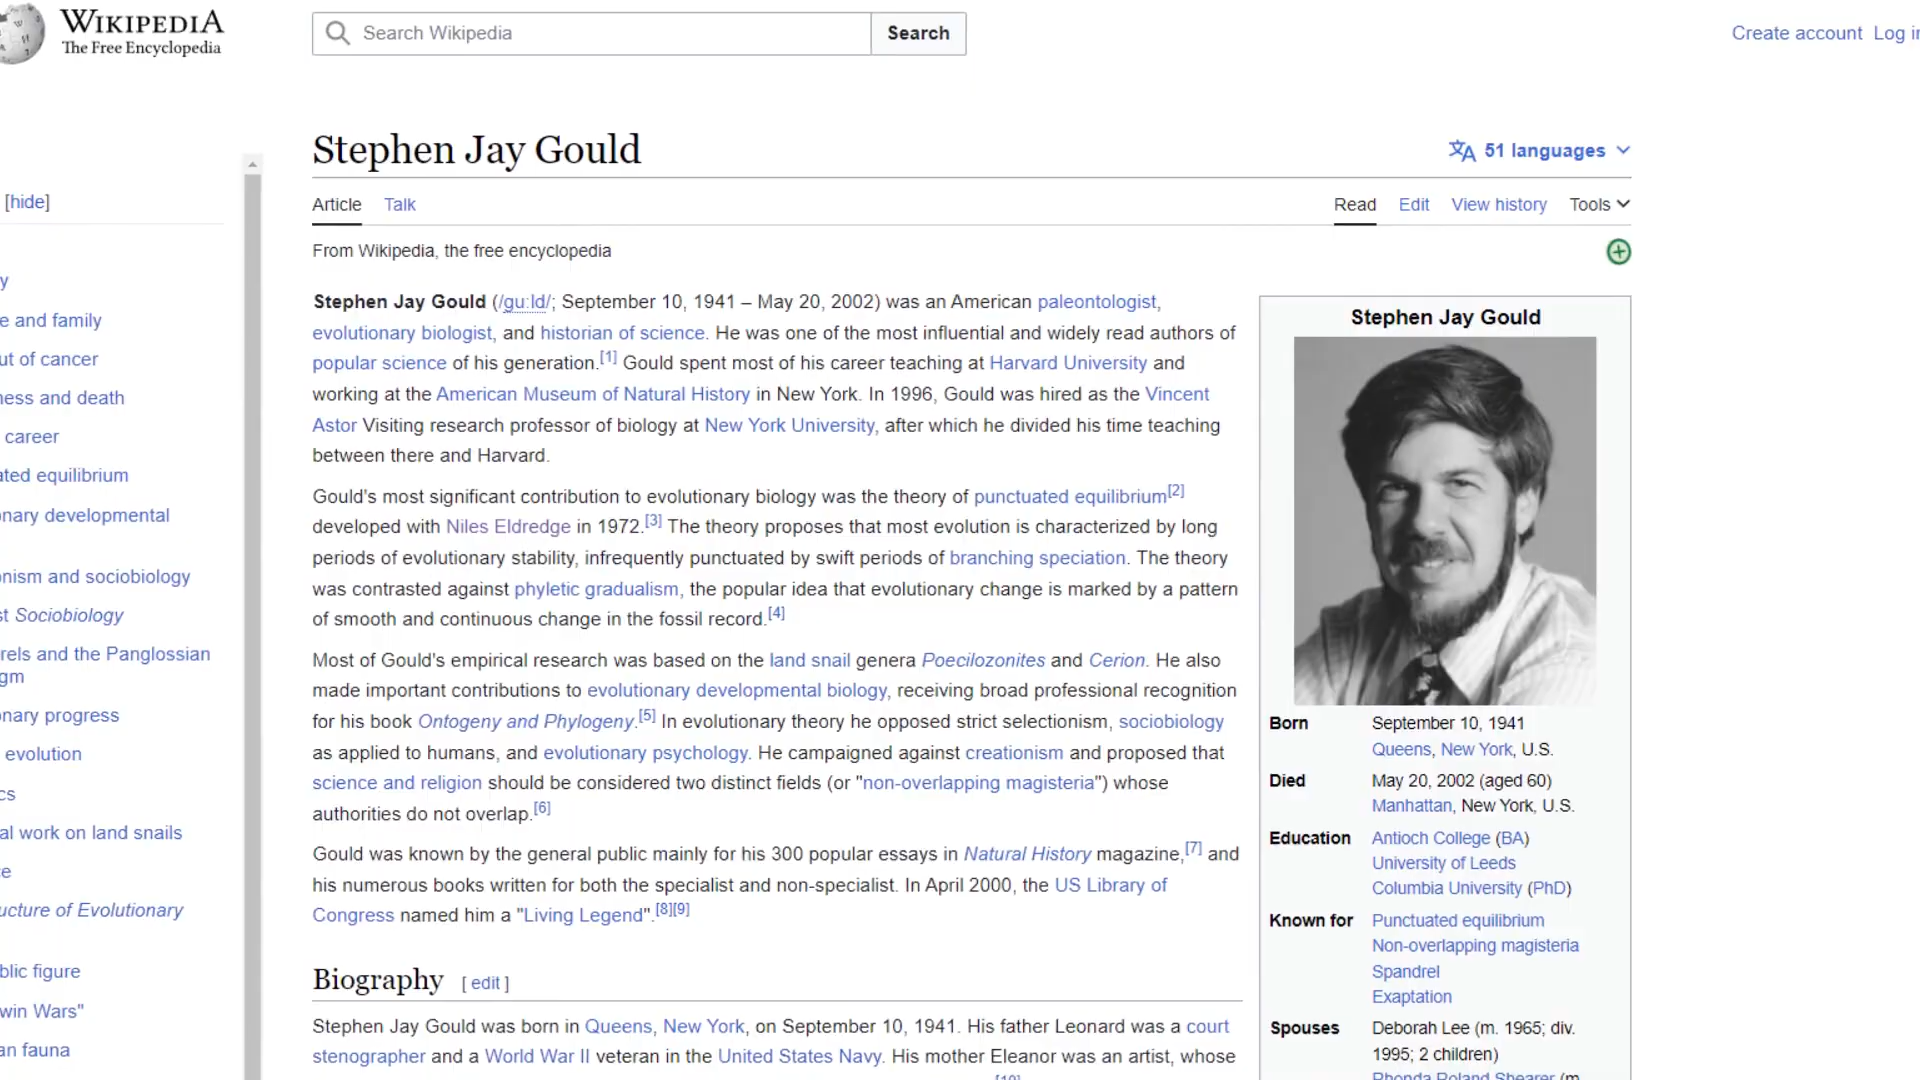 WIKIPEDIA
The Free Encyclopedia
Search Wikipedia
Search
Create account Log in
Stephen Jay Gould
51 languages
Article Talk
Read Edit View history Tools
From Wikipedia, the free encyclopedia
[hide]
y
e and family
ut of cancer
ness and death
career
ated equilibrium
onary developmental
onism and sociobiology
st Sociobiology
rels and the Panglossian
gm
onary progress
evolution
cs
al work on land snails
ce
ucture of Evolutionary
blic figure
win Wars"
an fauna
Stephen Jay Gould (/ɡuːld/; September 10, 1941 – May 20, 2002) was an American paleontologist,
evolutionary biologist, and historian of science. He was one of the most influential and widely read authors of
popular science of his generation.[1] Gould spent most of his career teaching at Harvard University and
working at the American Museum of Natural History in New York. In 1996, Gould was hired as the Vincent
Astor Visiting research professor of biology at New York University, after which he divided his time teaching
between there and Harvard.
Gould's most significant contribution to evolutionary biology was the theory of punctuated equilibrium[2]
developed with Niles Eldredge in 1972.[3] The theory proposes that most evolution is characterized by long
periods of evolutionary stability, infrequently punctuated by swift periods of branching speciation. The theory
was contrasted against phyletic gradualism, the popular idea that evolutionary change is marked by a pattern
of smooth and continuous change in the fossil record.[4]
Most of Gould's empirical research was based on the land snail genera Poecilozonites and Cerion. He also
made important contributions to evolutionary developmental biology, receiving broad professional recognition
for his book Ontogeny and Phylogeny.[5] In evolutionary theory he opposed strict selectionism, sociobiology
as applied to humans, and evolutionary psychology. He campaigned against creationism and proposed that
science and religion should be considered two distinct fields (or "non-overlapping magisteria") whose
authorities do not overlap.[6]
Gould was known by the general public mainly for his 300 popular essays in Natural History magazine,[7] and
his numerous books written for both the specialist and non-specialist. In April 2000, the US Library of
Congress named him a "Living Legend".[8][9]
Biography [ edit ]
Stephen Jay Gould was born in Queens, New York, on September 10, 1941. His father Leonard was a court
stenographer and a World War II veteran in the United States Navy. His mother Eleanor was an artist, whose
Stephen Jay Gould
Born September 10, 1941
Queens, New York, U.S.
Died May 20, 2002 (aged 60)
Manhattan, New York, U.S.
Education Antioch College (BA)
University of Leeds
Columbia University (PhD)
Known for Punctuated equilibrium
Non-overlapping magisteria
Spandrel
Exaptation
Spouses Deborah Lee (m. 1965; div.
1995; 2 children)
Rhonda Roland Shearer (m